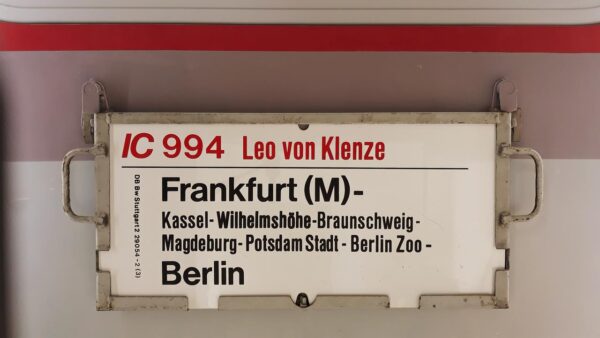 IC 994 Leo von Klenze
Frankfurt (M)-
Kassel-Wilhelmshöhe-Braunschweig-
Magdeburg-Potsdam Stadt - Berlin Zoo -
Berlin
DB Bw Stuttgart 2 29054-2 (3)